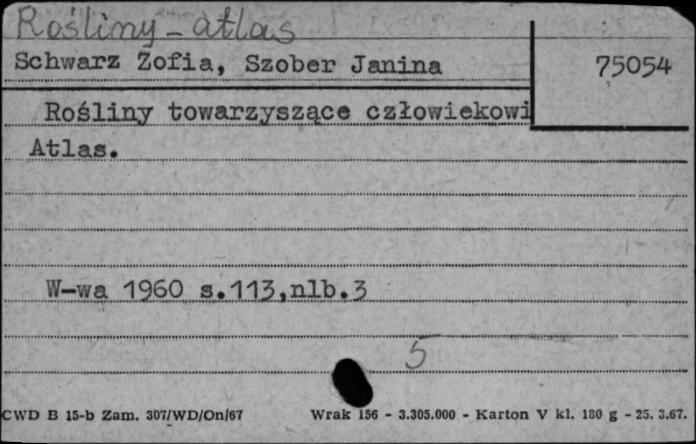 Rośliny - atlas
Schwarz Zofia, Szober Janina
75054
Rośliny towarzyszące człowiekowi
Atlas.
W-wa 1960 s.113,nlb.3
5
CWD B 15-b Zam. 307/WD/On/67 Wrak 156 - 3.305.000 - Karton V kl. 180 g - 25. 3.67.